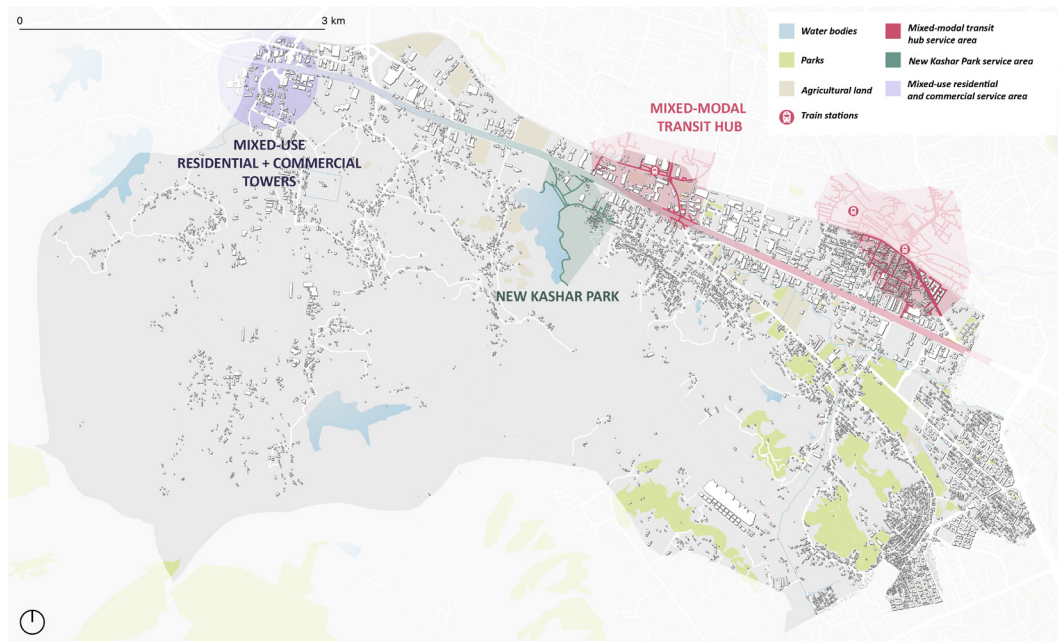 0
3 km
Water bodies
Parks
Agricultural land
Train stations
Mixed-modal transit
hub service area
New Kashar Park service area
Mixed-use residential
and commercial service area
MIXED-MODAL
TRANSIT HUB
MIXED-USE
RESIDENTIAL + COMMERCIAL
TOWERS
NEW KASHAR PARK